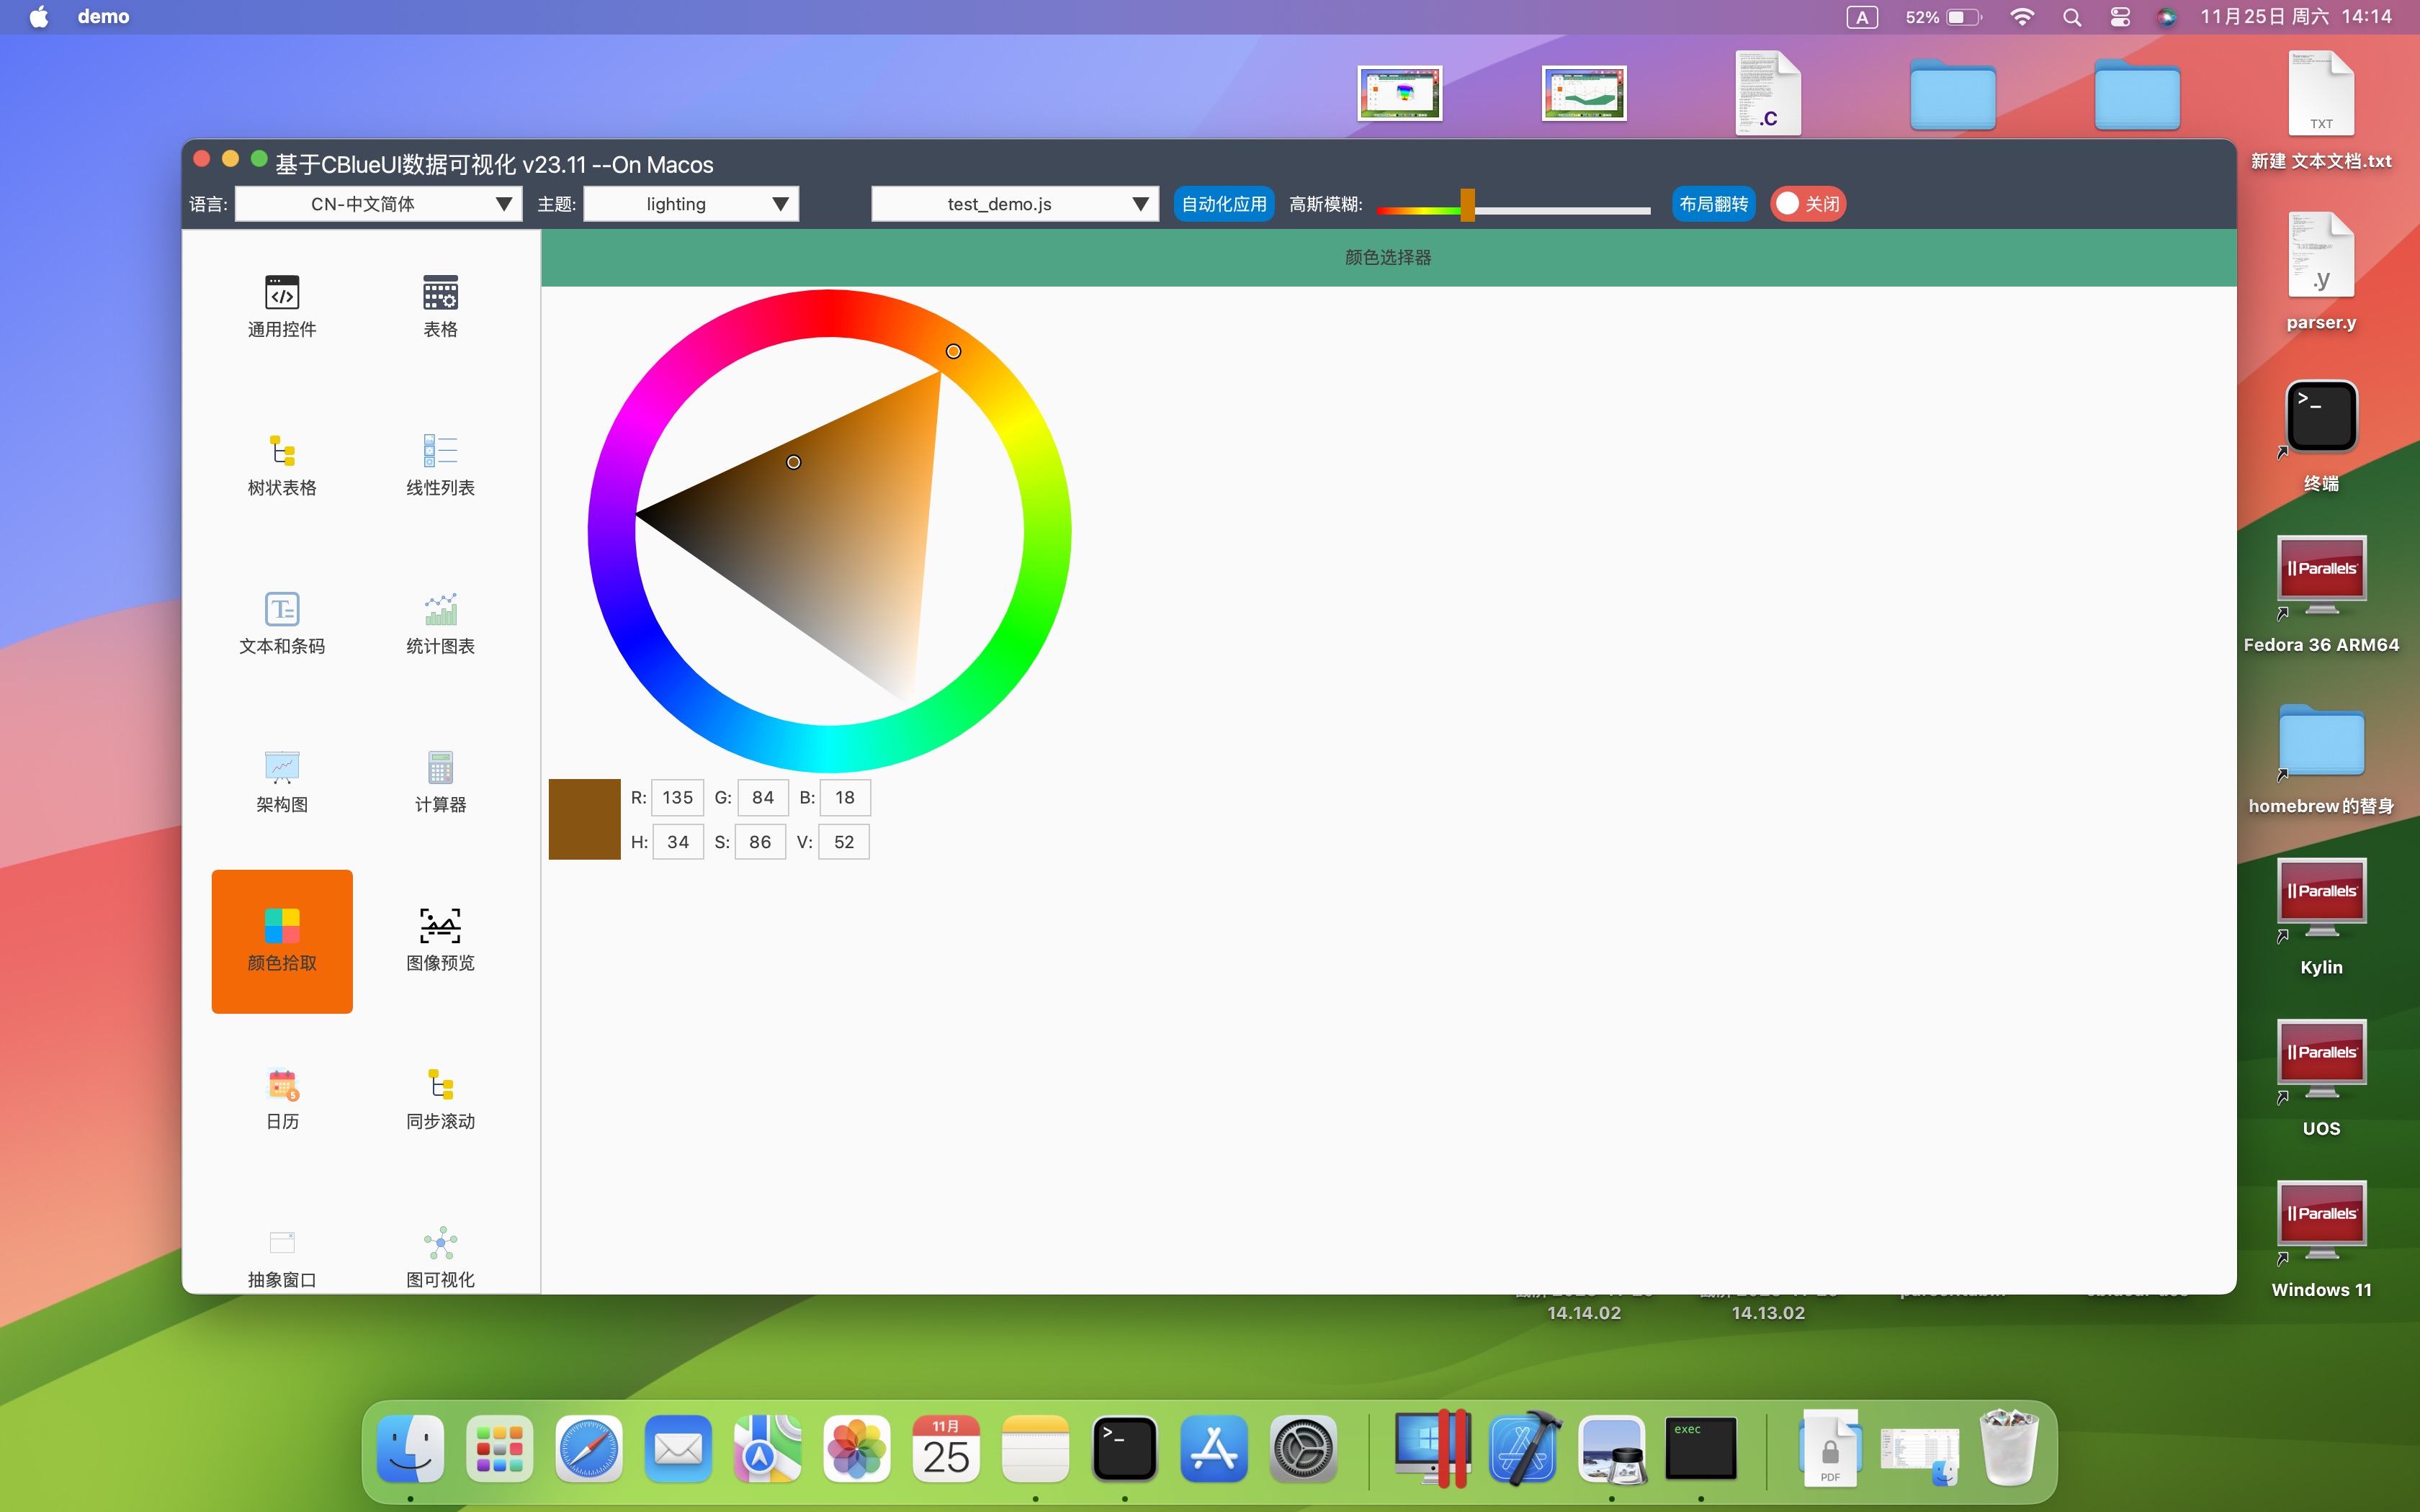 demo
A
52%
11月25日 周六 14:14
.C
TXT
新建 文本文档.txt
基于CBlueUI数据可视化 v23.11 --On Macos
语言:
CN-中文简体
主题:
lighting
test_demo.js
自动化应用
高斯模糊:
布局翻转
关闭
颜色选择器
通用控件
表格
树状表格
线性列表
文本和条码
统计图表
架构图
计算器
颜色拾取
图像预览
日历
同步滚动
抽象窗口
图可视化
R: 135 G: 84 B: 18
H: 34 S: 86 V: 52
.y
parser.y
>_
终端
Parallels
Fedora 36 ARM64
homebrew的替身
Parallels
Kylin
Parallels
UOS
Parallels
Windows 11
14.14.02
14.13.02
11月
25
>_
exec
PDF